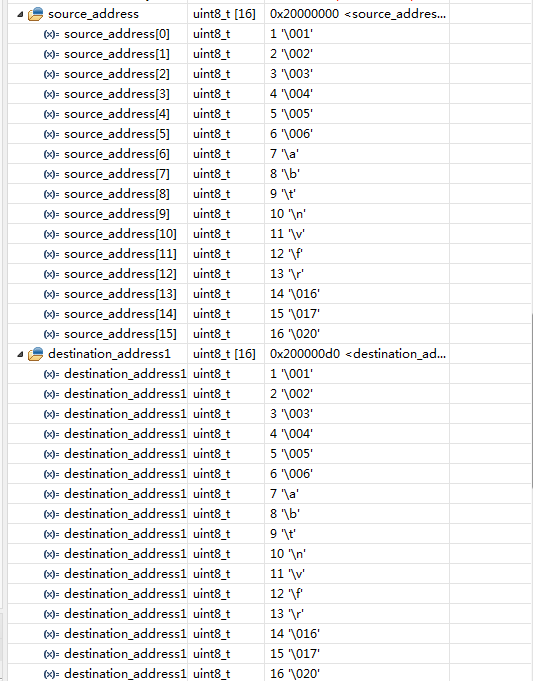 source_address uint8_t [16] 0x20000000 <source_addres...
(x)= source_address[0] uint8_t 1 '\001'
(x)= source_address[1] uint8_t 2 '\002'
(x)= source_address[2] uint8_t 3 '\003'
(x)= source_address[3] uint8_t 4 '\004'
(x)= source_address[4] uint8_t 5 '\005'
(x)= source_address[5] uint8_t 6 '\006'
(x)= source_address[6] uint8_t 7 '\a'
(x)= source_address[7] uint8_t 8 '\b'
(x)= source_address[8] uint8_t 9 '\t'
(x)= source_address[9] uint8_t 10 '\n'
(x)= source_address[10] uint8_t 11 '\v'
(x)= source_address[11] uint8_t 12 '\f'
(x)= source_address[12] uint8_t 13 '\r'
(x)= source_address[13] uint8_t 14 '\016'
(x)= source_address[14] uint8_t 15 '\017'
(x)= source_address[15] uint8_t 16 '\020'
destination_address1 uint8_t [16] 0x200000d0 <destination_ad...
(x)= destination_address1 uint8_t 1 '\001'
(x)= destination_address1 uint8_t 2 '\002'
(x)= destination_address1 uint8_t 3 '\003'
(x)= destination_address1 uint8_t 4 '\004'
(x)= destination_address1 uint8_t 5 '\005'
(x)= destination_address1 uint8_t 6 '\006'
(x)= destination_address1 uint8_t 7 '\a'
(x)= destination_address1 uint8_t 8 '\b'
(x)= destination_address1 uint8_t 9 '\t'
(x)= destination_address1 uint8_t 10 '\n'
(x)= destination_address1 uint8_t 11 '\v'
(x)= destination_address1 uint8_t 12 '\f'
(x)= destination_address1 uint8_t 13 '\r'
(x)= destination_address1 uint8_t 14 '\016'
(x)= destination_address1 uint8_t 15 '\017'
(x)= destination_address1 uint8_t 16 '\020'